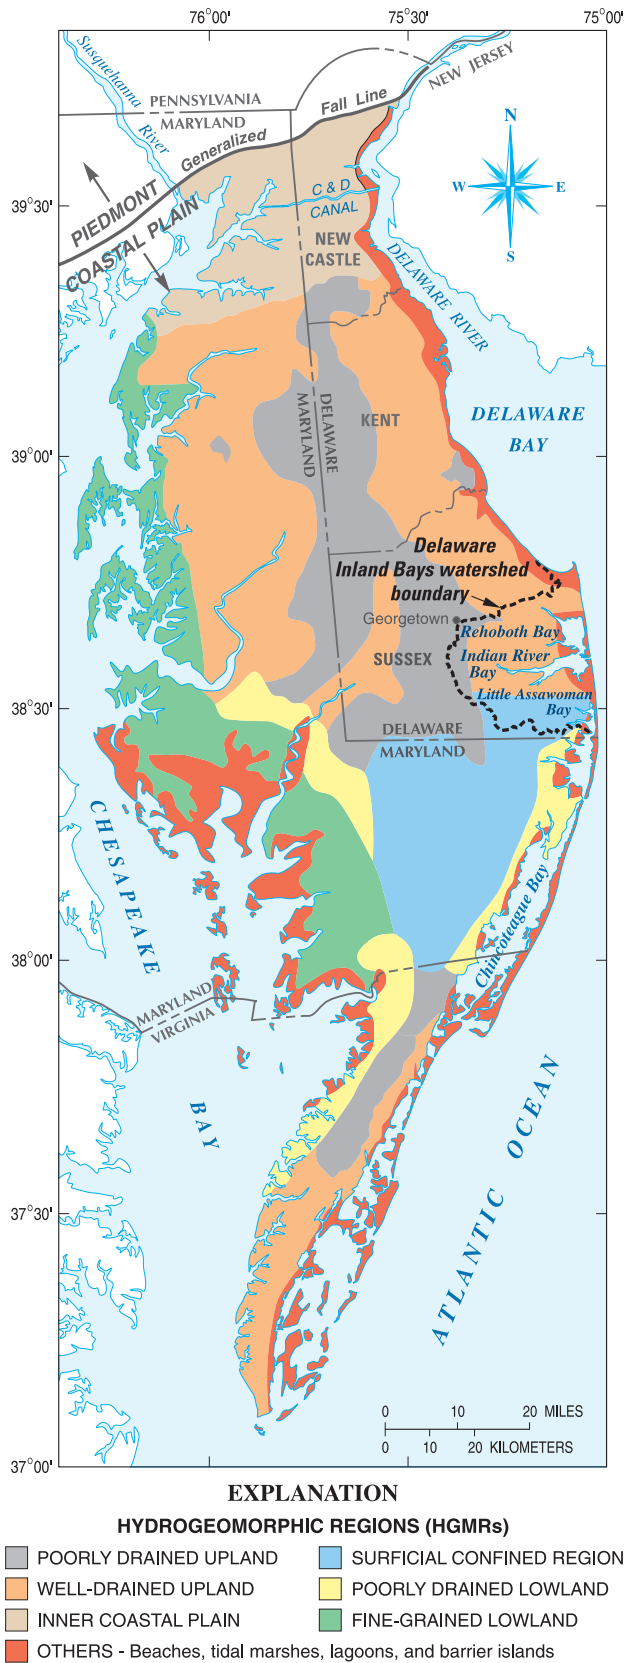 76°00'
75°30'
75°00'
Susquehanna
River
NEW JERSEY
PENNSYLVANIA
MARYLAND
Generalized
Fall Line
N
W
E
S
39°30'
C & D
CANAL
PIEDMONT
COASTAL PLAIN
NEW
CASTLE
DELAWARE RIVER
DELAWARE
MARYLAND
KENT
DELAWARE
BAY
39°00'
Delaware
Inland Bays watershed
boundary
Georgetown
Rehoboth Bay
SUSSEX
Indian River
Bay
Little Assawoman
Bay
38°30'
DELAWARE
MARYLAND
CHESAPEAKE
Chincoteague Bay
38°00'
MARYLAND
VIRGINIA
BAY
ATLANTIC OCEAN
37°30'
0 10 20 MILES
0 10 20 KILOMETERS
37°00'
EXPLANATION
HYDROGEOMORPHIC REGIONS (HGMRs)
POORLY DRAINED UPLAND
SURFICIAL CONFINED REGION
WELL-DRAINED UPLAND
POORLY DRAINED LOWLAND
INNER COASTAL PLAIN
FINE-GRAINED LOWLAND
OTHERS - Beaches, tidal marshes, lagoons, and barrier islands